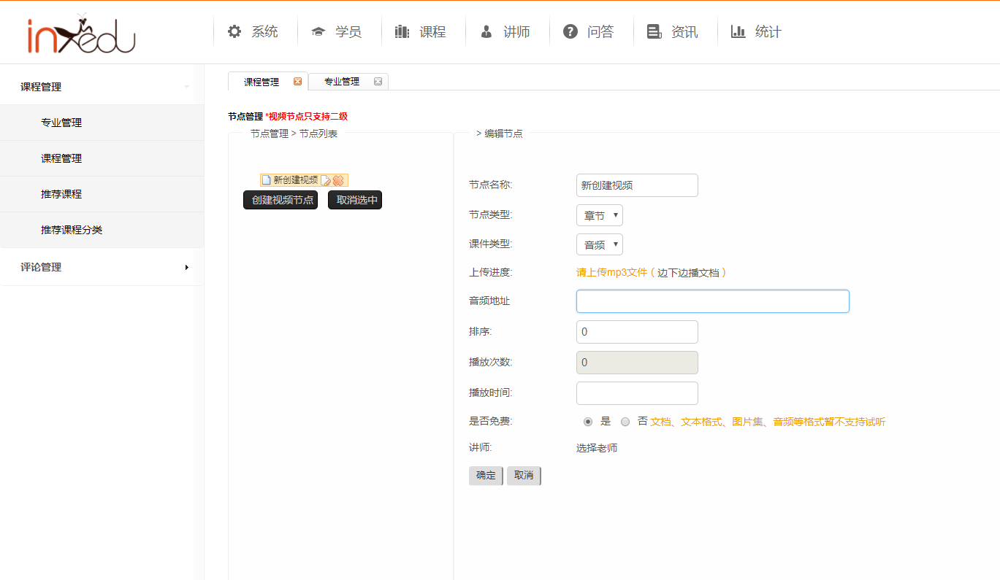 inxedu
系统 学员 课程 讲师 问答 资讯 统计
课程管理
专业管理
课程管理
推荐课程
推荐课程分类
评论管理
课程管理 专业管理
节点管理 *视频节点只支持二级
节点管理 > 节点列表
新创建视频
创建视频节点 取消选中
> 编辑节点
节点名称: 新创建视频
节点类型: 章节
课件类型: 音频
上传进度: 请上传mp3文件（边下边播文档）
音频地址
排序: 0
播放次数: 0
播放时间:
是否免费: 是 否 文档、文本格式、图片集、音频等格式暂不支持试听
讲师: 选择老师
确定 取消